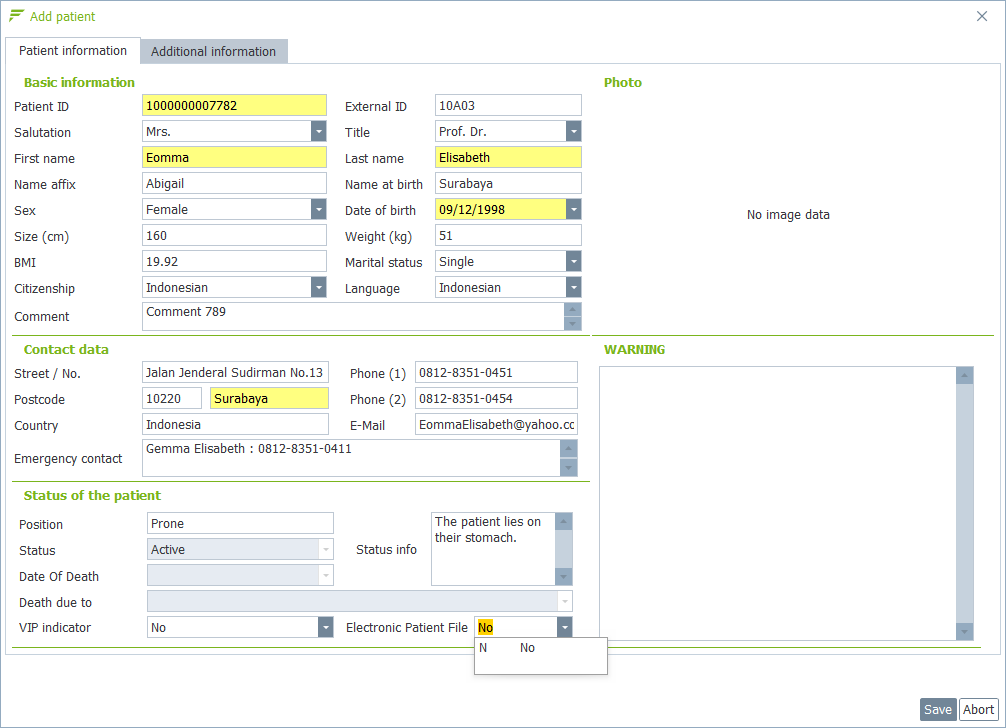 Add patient
Patient information
Additional information
Basic information
Photo
Patient ID 1000000007782 External ID 10A03
Salutation Mrs. Title Prof. Dr.
First name Eomma Last name Elisabeth
Name affix Abigail Name at birth Surabaya
Sex Female Date of birth 09/12/1998
No image data
Size (cm) 160 Weight (kg) 51
BMI 19.92 Marital status Single
Citizenship Indonesian Language Indonesian
Comment Comment 789
Contact data
WARNING
Street / No. Jalan Jenderal Sudirman No.13 Phone (1) 0812-8351-0451
Postcode 10220 Surabaya Phone (2) 0812-8351-0454
Country Indonesia E-Mail EommaElisabeth@yahoo.cc
Emergency contact Gemma Elisabeth : 0812-8351-0411
Status of the patient
Position Prone
Status Active Status info The patient lies on
their stomach.
Date Of Death
Death due to
VIP indicator No Electronic Patient File No
N No
Save Abort